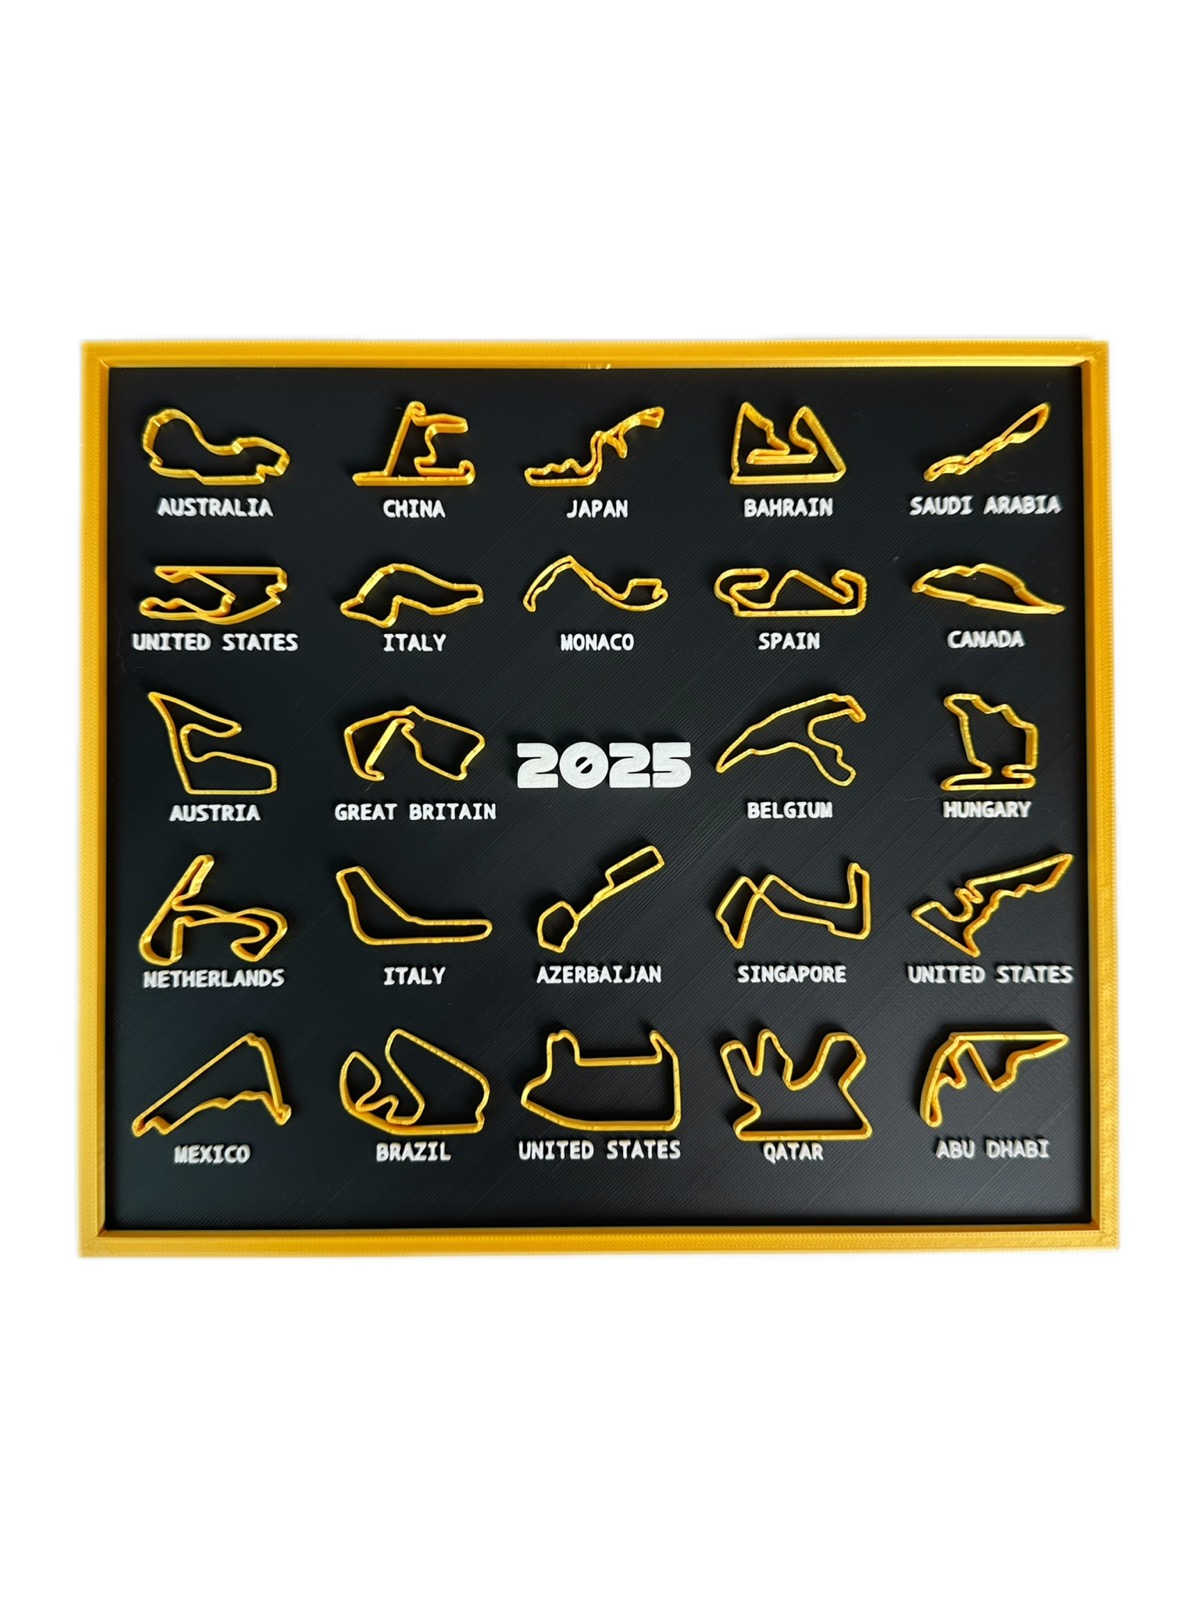 AUSTRALIA CHINA JAPAN BAHRAIN SAUDI ARABIA
UNITED STATES ITALY MONACO SPAIN CANADA
AUSTRIA GREAT BRITAIN 2025 BELGIUM HUNGARY
NETHERLANDS ITALY AZERBAIJAN SINGAPORE UNITED STATES
MEXICO BRAZIL UNITED STATES QATAR ABU DHABI